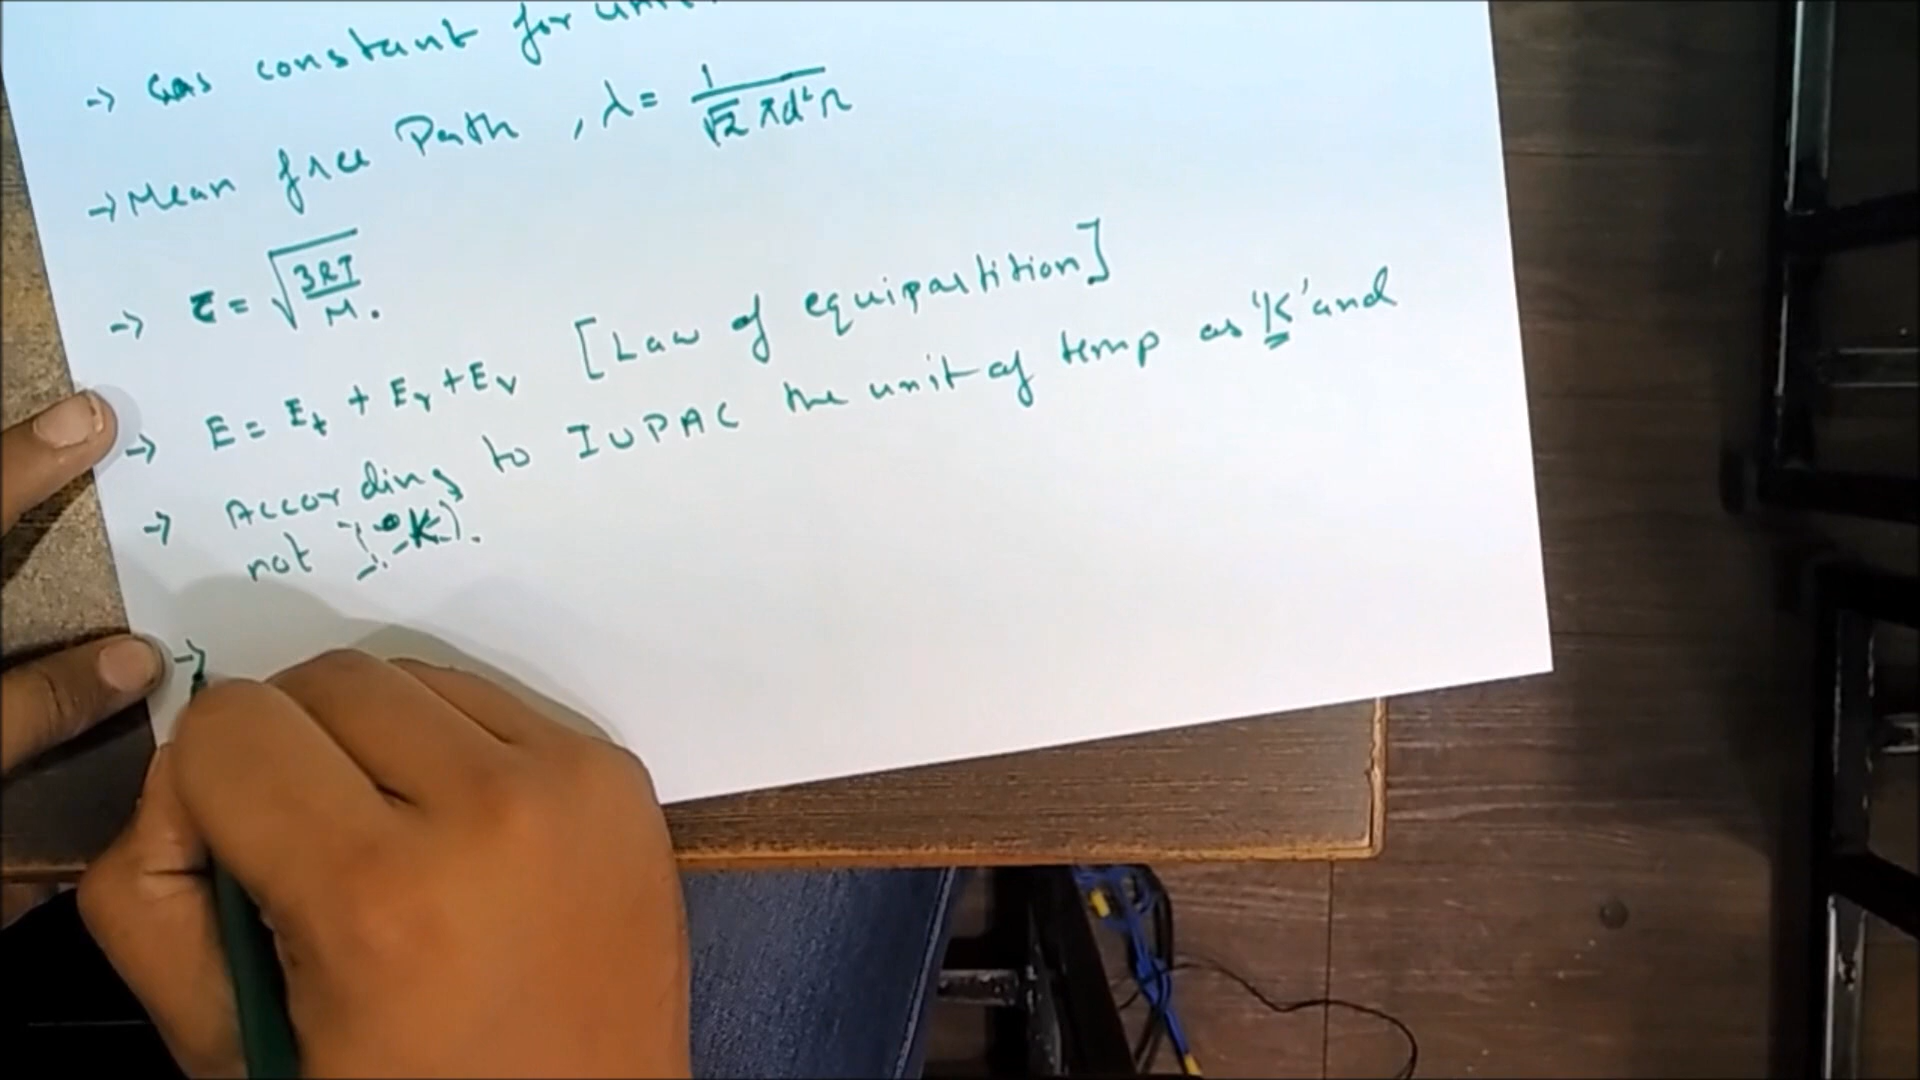 → Gas constant for
→ Mean free Path, λ = 1/(√2 πd²n)
→ c̄ = √(3RT/M).
→ E = Et + Er + Ev [Law of equipartition]
→ According to IUPAC the unit of temp as 'K' and
not (°K).
→